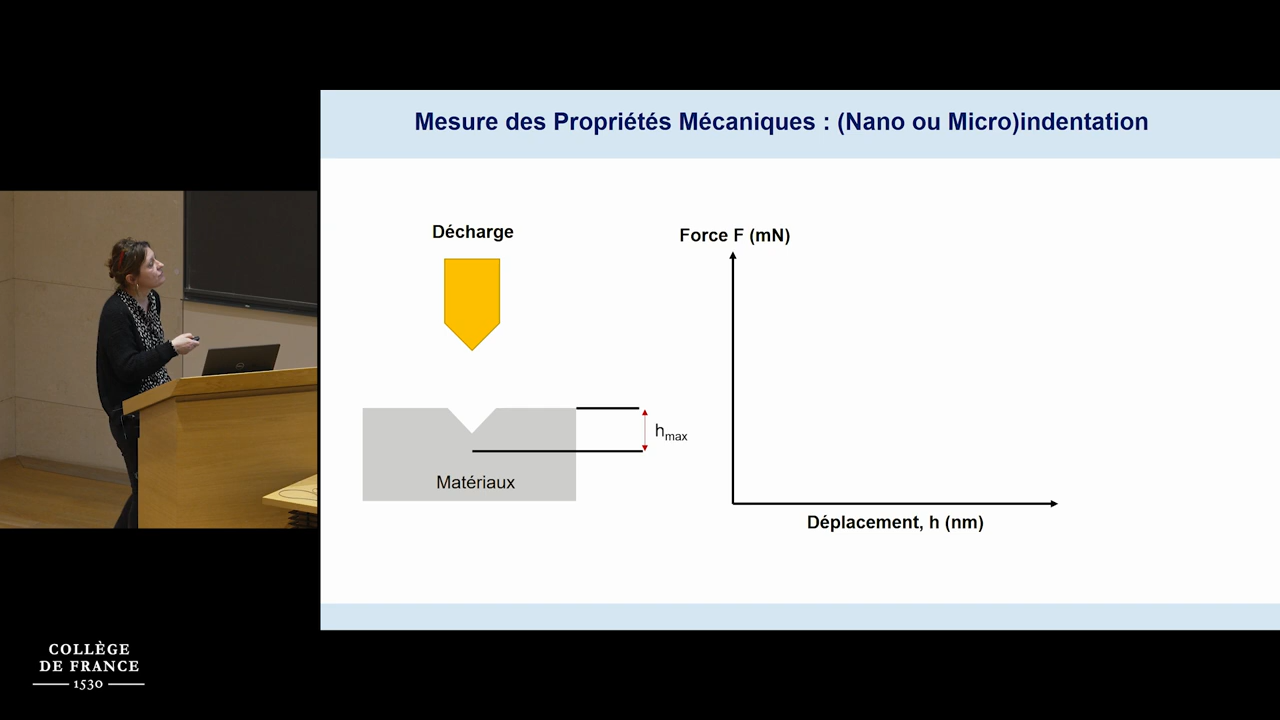 Mesure des Propriétés Mécaniques : (Nano ou Micro)indentation
Décharge
Force F (mN)
hmax
Matériaux
Déplacement, h (nm)
COLLÈGE
DE FRANCE
1530